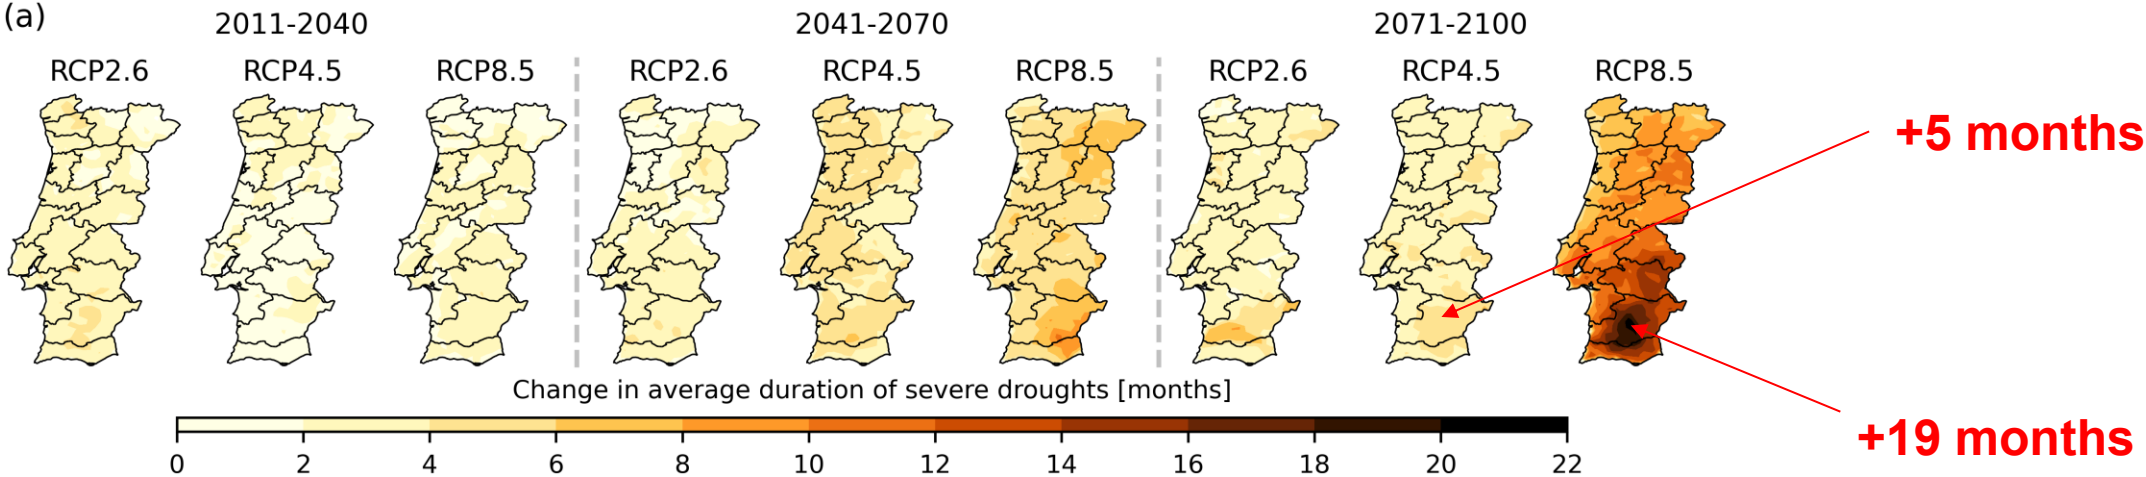 (a)
2011-2040 2041-2070 2071-2100
RCP2.6 RCP4.5 RCP8.5 RCP2.6 RCP4.5 RCP8.5 RCP2.6 RCP4.5 RCP8.5
+5 months
Change in average duration of severe droughts [months]
+19 months
0 2 4 6 8 10 12 14 16 18 20 22